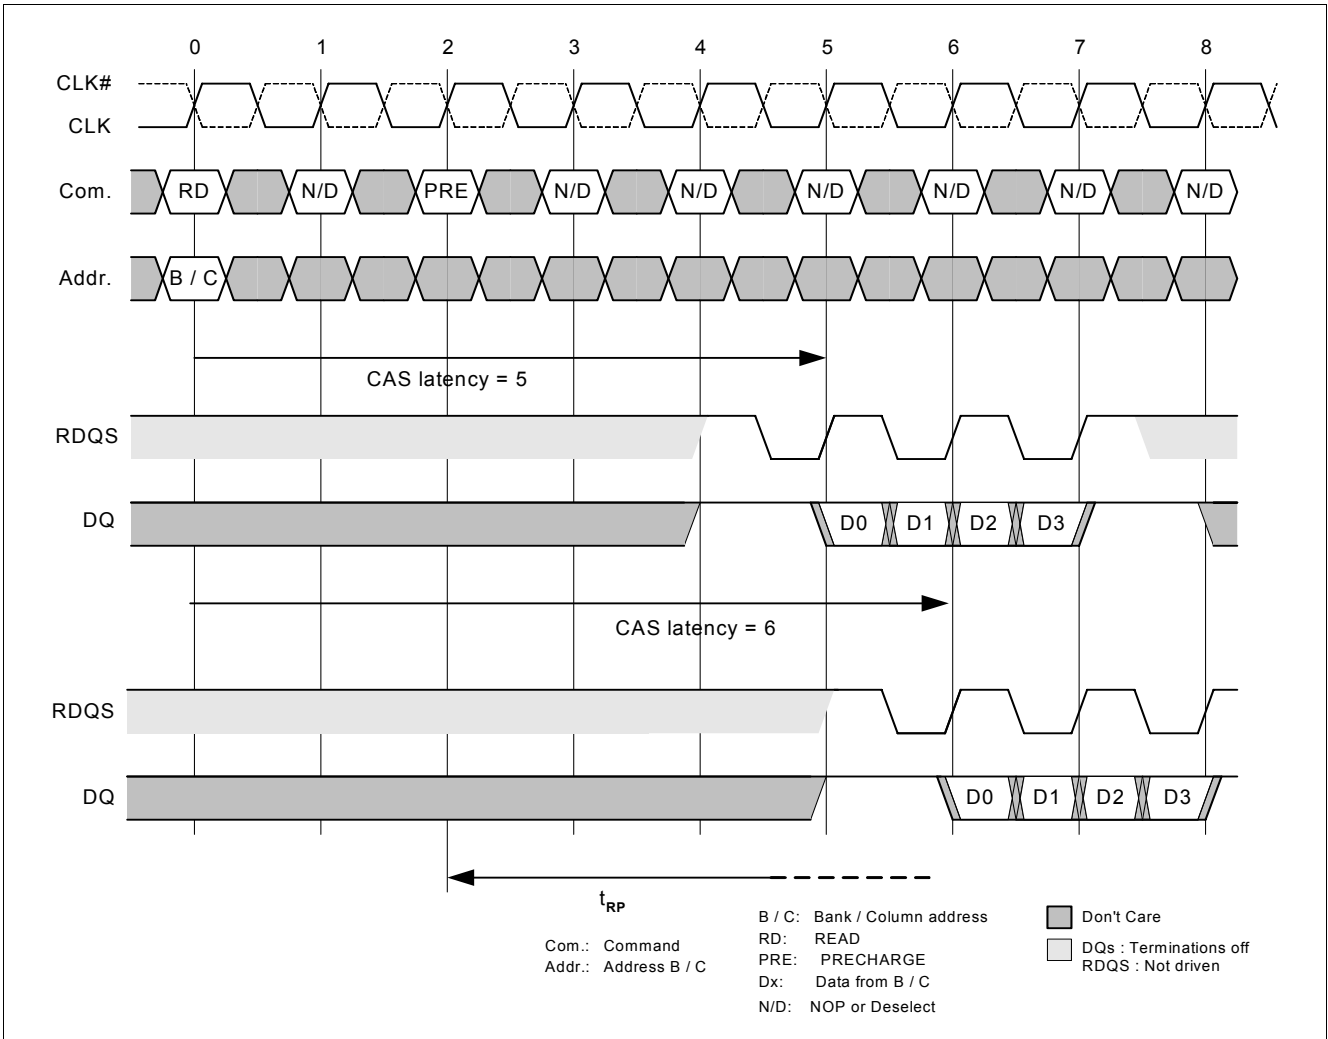 0 1 2 3 4 5 6 7 8
CLK#
CLK
Com. RD N/D PRE N/D N/D N/D N/D N/D N/D
Addr. B / C
CAS latency = 5
RDQS
DQ D0 D1 D2 D3
CAS latency = 6
RDQS
DQ D0 D1 D2 D3
tRP
Com.: Command
Addr.: Address B / C
B / C: Bank / Column address
RD: READ
PRE: PRECHARGE
Dx: Data from B / C
N/D: NOP or Deselect
Don't Care
DQs : Terminations off
RDQS : Not driven